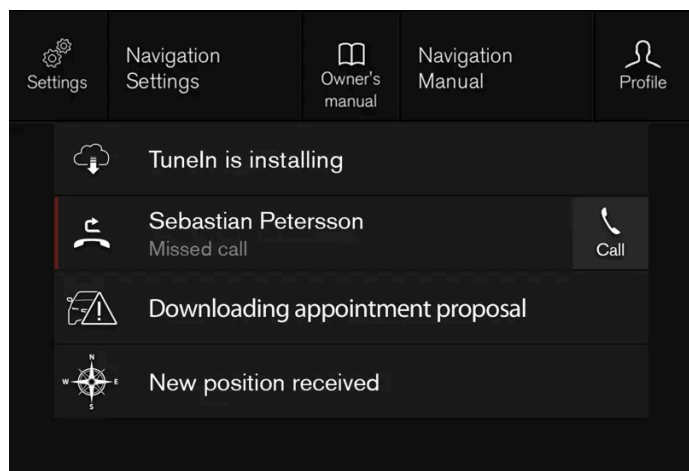 Settings
Navigation
Settings
Owner's
manual
Navigation
Manual
Profile
TuneIn is installing
Sebastian Petersson
Missed call
Call
Downloading appointment proposal
N
W
E
S
New position received